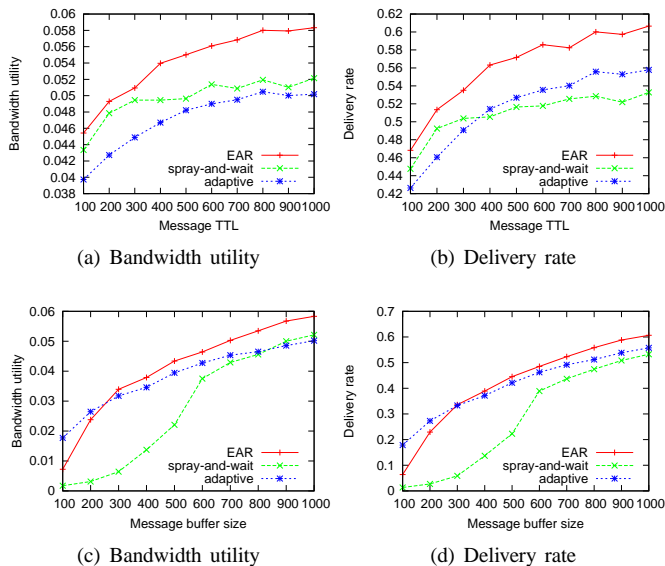 0.06
0.058
0.056
0.054
0.052
0.05
0.048
0.046
0.044
0.042
0.04
0.038
Bandwidth utility
EAR
spray-and-wait
adaptive
100 200 300 400 500 600 700 800 900 1000
Message TTL
(a) Bandwidth utility
0.62
0.6
0.58
0.56
0.54
0.52
0.5
0.48
0.46
0.44
0.42
Delivery rate
EAR
spray-and-wait
adaptive
100 200 300 400 500 600 700 800 900 1000
Message TTL
(b) Delivery rate
0.06
0.05
0.04
0.03
0.02
0.01
0
Bandwidth utility
EAR
spray-and-wait
adaptive
100 200 300 400 500 600 700 800 900 1000
Message buffer size
(c) Bandwidth utility
0.7
0.6
0.5
0.4
0.3
0.2
0.1
0
Delivery rate
EAR
spray-and-wait
adaptive
100 200 300 400 500 600 700 800 900 1000
Message buffer size
(d) Delivery rate